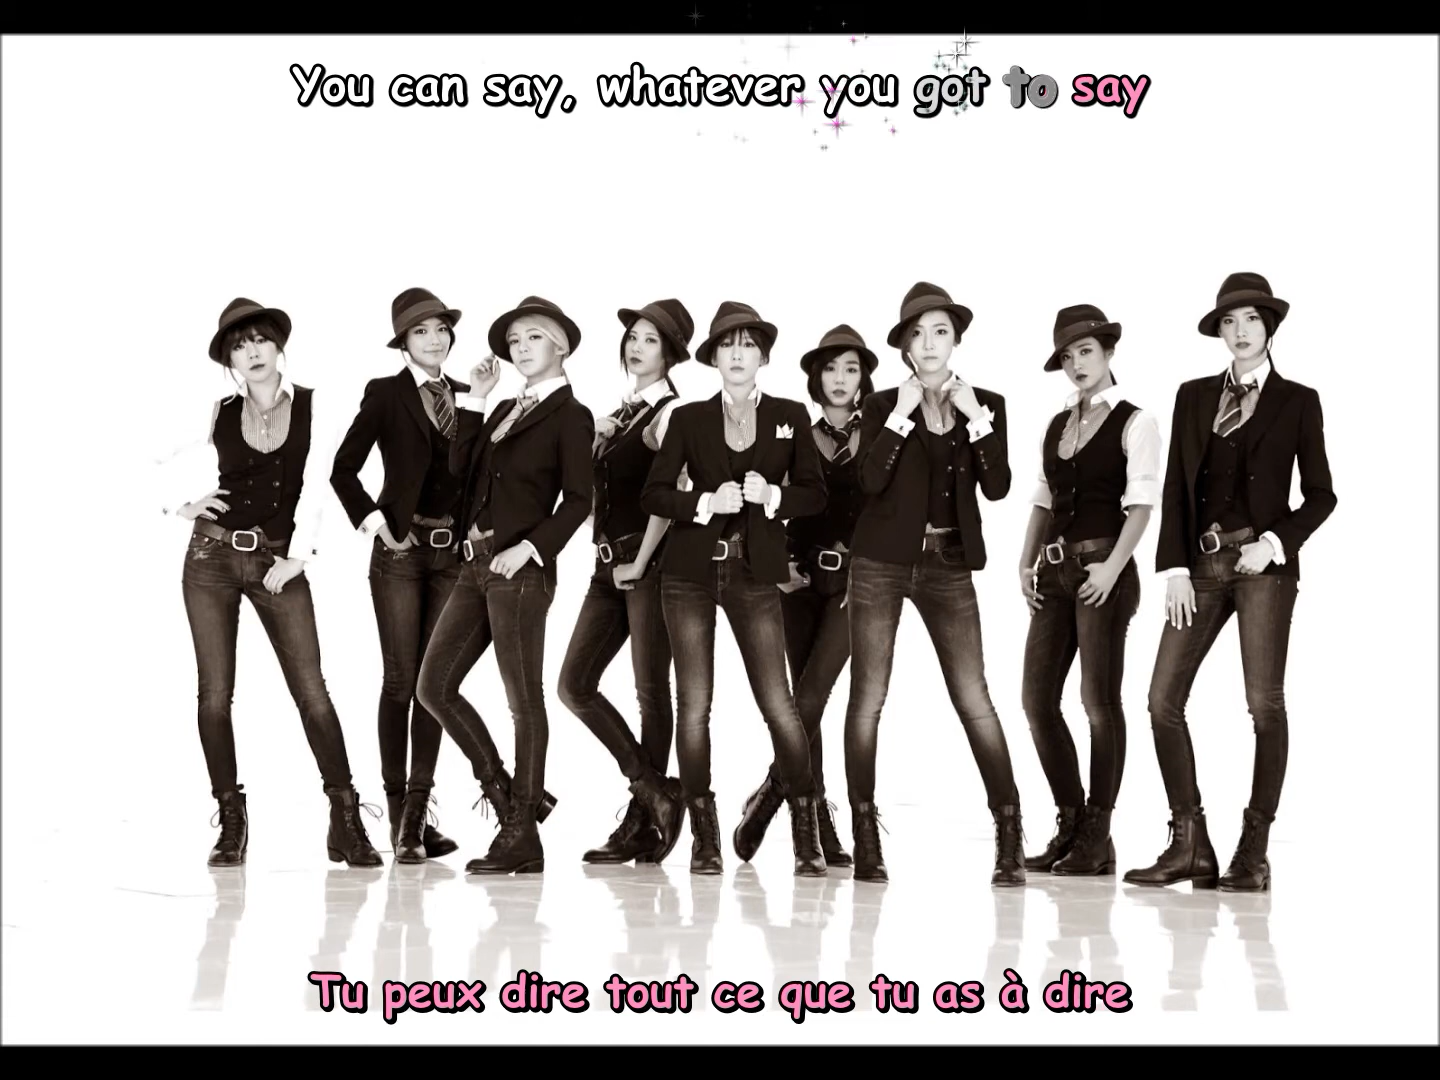 You can say, whatever you got to say
Tu peux dire tout ce que tu as à dire